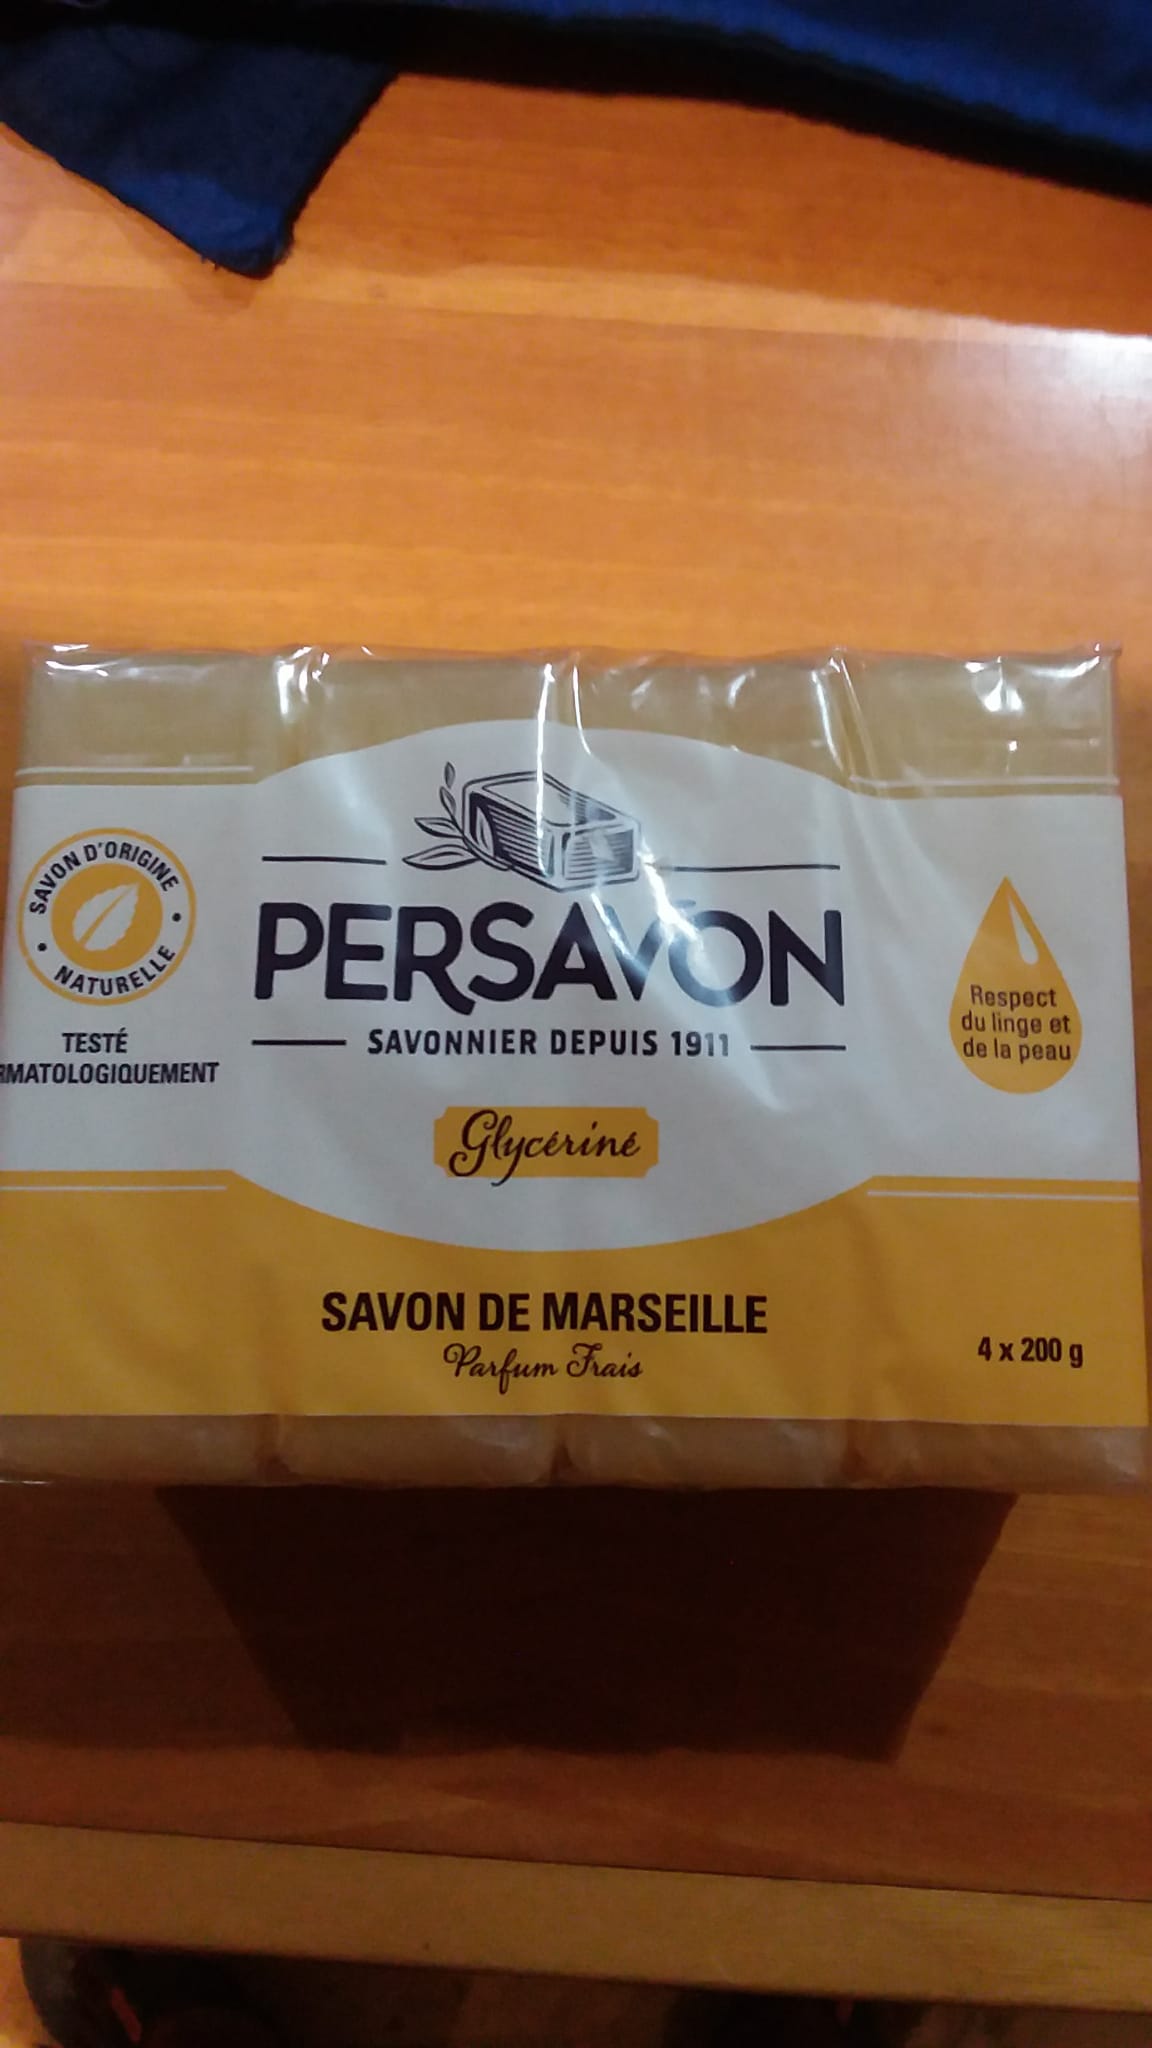 SAVON D'ORIGINE
NATURELLE
TESTÉ
RMATOLOGIQUEMENT
PERSAVON
SAVONNIER DEPUIS 1911
Glycériné
Respect
du linge et
de la peau
SAVON DE MARSEILLE
Parfum Frais
4 x 200 g